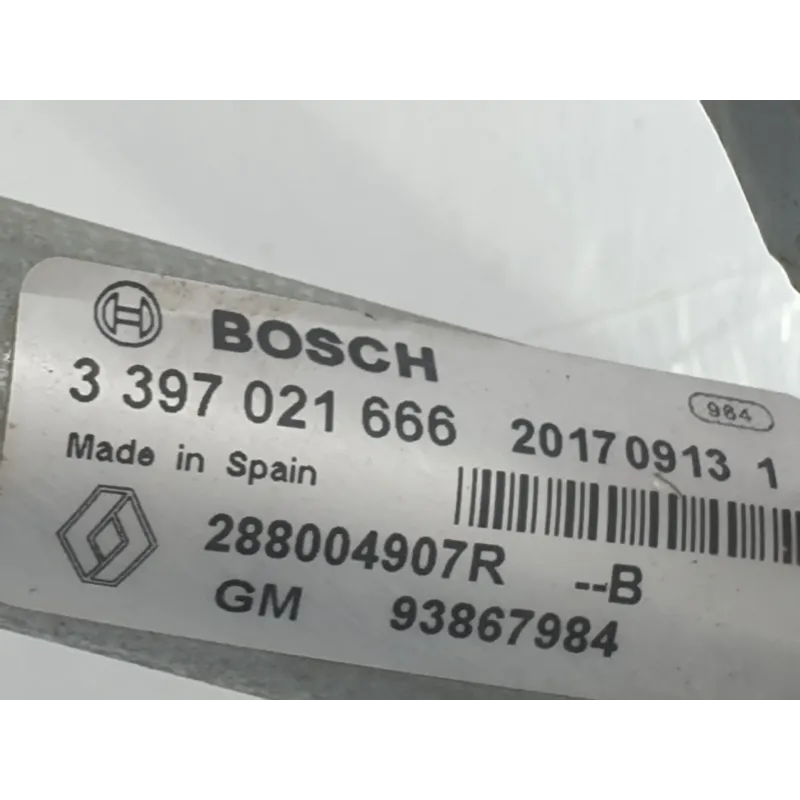 BOSCH
984
3 397 021 666 20170913 1
Made in Spain
288004907R --B
GM 93867984